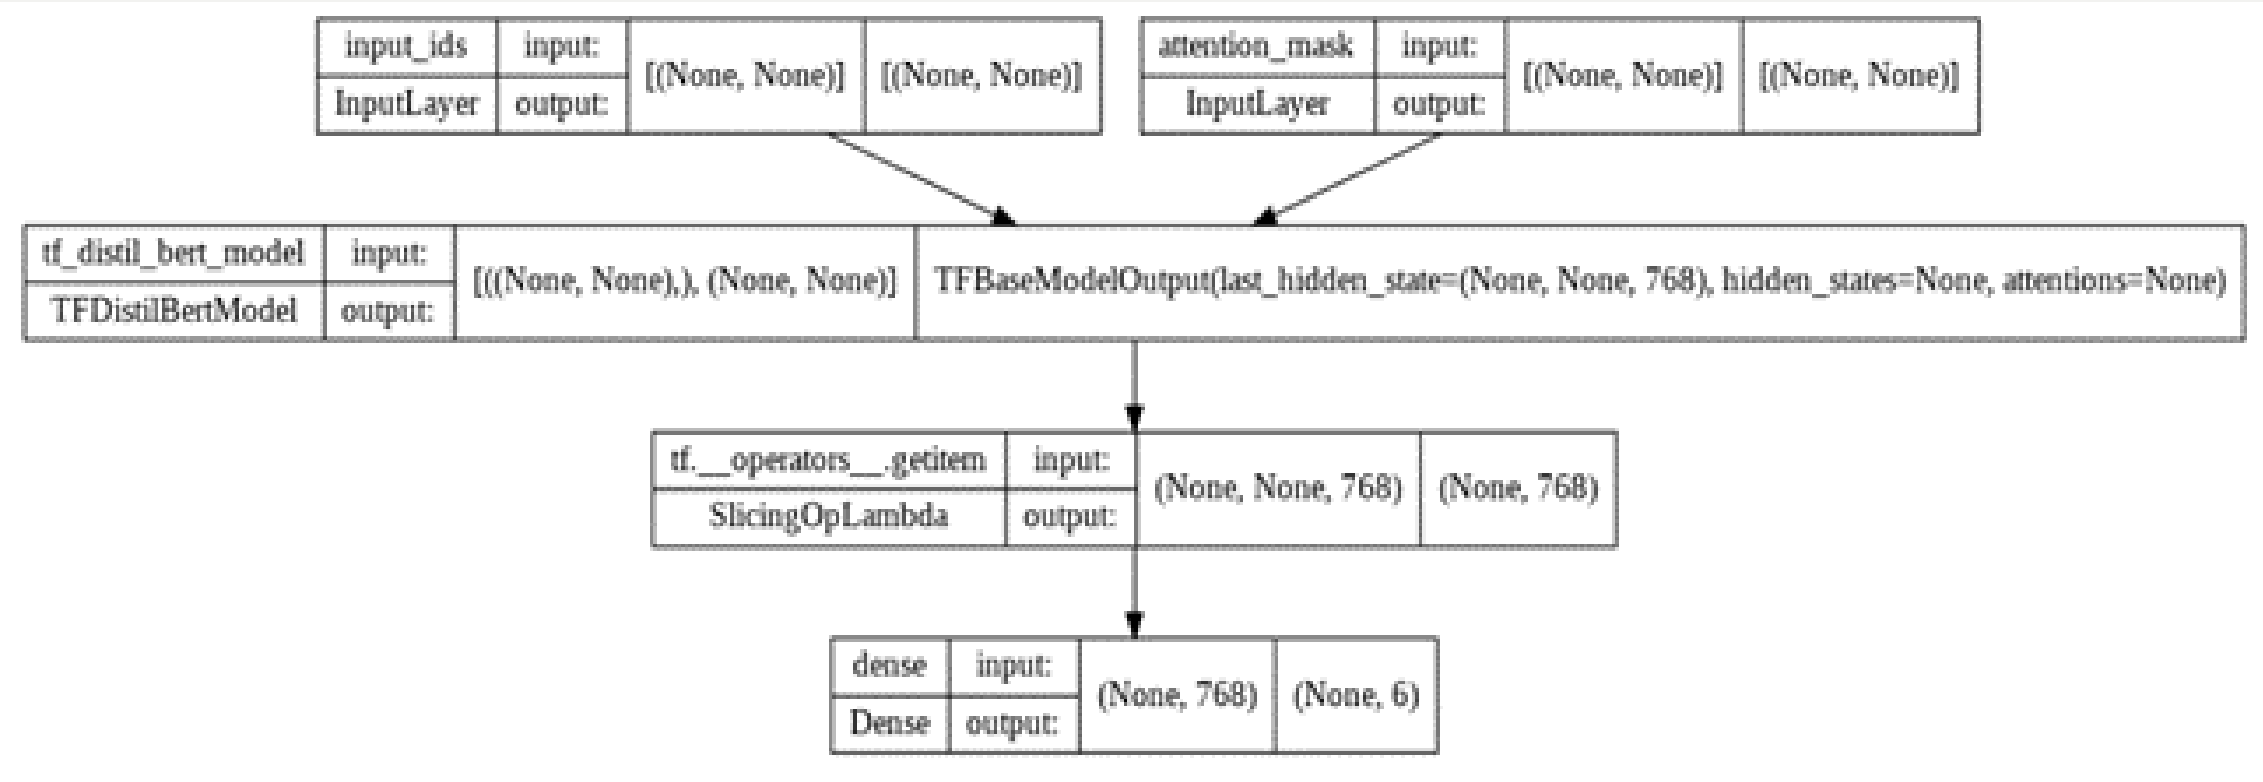 input_ids input: [(None, None)] [(None, None)]
InputLayer output:
attention_mask input: [(None, None)] [(None, None)]
InputLayer output:
tf_distil_bert_model input: [((None, None),), (None, None)] TFBaseModelOutput(last_hidden_state=(None, None, 768), hidden_states=None, attentions=None)
TFDistilBertModel output:
tf.__operators__.getitem input: (None, None, 768) (None, 768)
SlicingOpLambda output:
dense input: (None, 768) (None, 6)
Dense output: